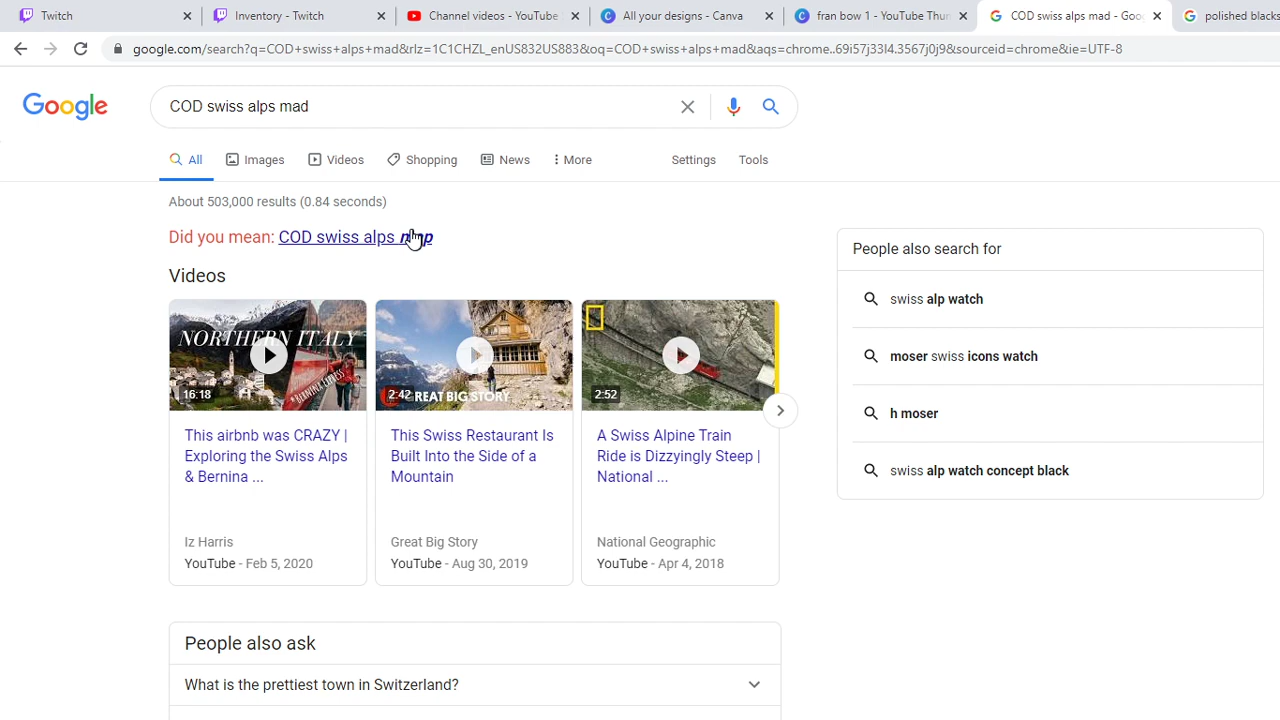 Twitch
Inventory - Twitch
Channel videos - YouTube
All your designs - Canva
fran bow 1 - YouTube Thu
COD swiss alps mad - Goo
polished blacks
google.com/search?q=COD+swiss+alps+mad&rlz=1C1CHZL_enUS832US883&oq=COD+swiss+alps+mad&aqs=chrome..69i57j33l4.3567j0j9&sourceid=chrome&ie=UTF-8
Google
COD swiss alps mad
All
Images
Videos
Shopping
News
More
Settings
Tools
About 503,000 results (0.84 seconds)
Did you mean: COD swiss alps
Videos
NORTHERN ITALY
BERNINA EXPRESS
16:18
This airbnb was CRAZY |
Exploring the Swiss Alps
& Bernina ...
Iz Harris
YouTube - Feb 5, 2020
2:42
GREAT BIG STORY
This Swiss Restaurant Is
Built Into the Side of a
Mountain
Great Big Story
YouTube - Aug 30, 2019
2:52
A Swiss Alpine Train
Ride is Dizzyingly Steep |
National ...
National Geographic
YouTube - Apr 4, 2018
People also ask
What is the prettiest town in Switzerland?
People also search for
swiss alp watch
moser swiss icons watch
h moser
swiss alp watch concept black